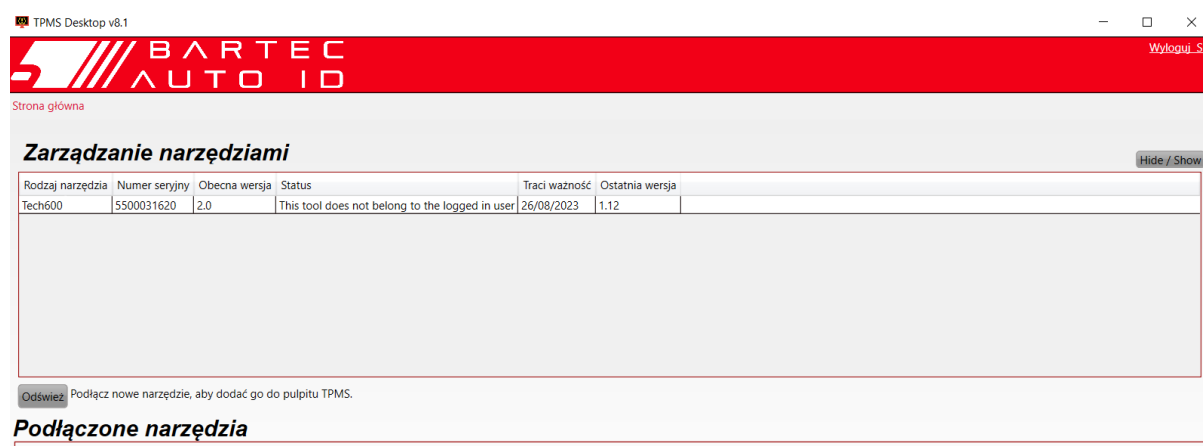 TPMS Desktop v8.1
BARTEC
AUTO ID
Wyloguj S
Strona główna
Zarządzanie narzędziami
Hide / Show
Rodzaj narzędzia Numer seryjny Obecna wersja Status Traci ważność Ostatnia wersja
Tech600 5500031620 2.0 This tool does not belong to the logged in user 26/08/2023 1.12
Odśwież Podłącz nowe narzędzie, aby dodać go do pulpitu TPMS.
Podłączone narzędzia